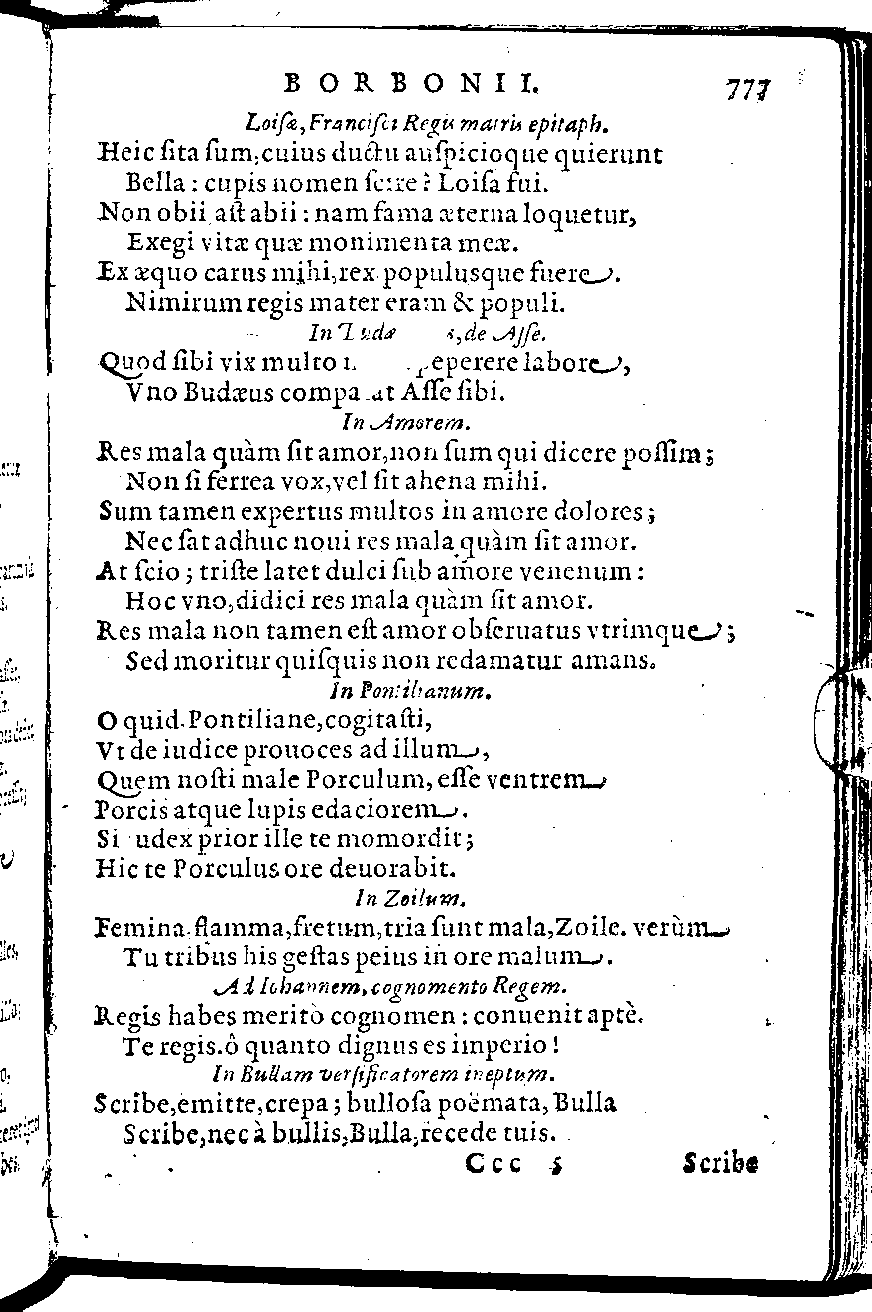 BORBONII. 777
Loisæ, Francisci Regis matris epitaph.
Heic ſita ſum, cuius ductu auſpicioque quierunt
Bella : cupis nomen ſcire ? Loiſa fui.
Non obii aſt abii : nam fama æterna loquetur,
Exegi vitæ quæ monimenta meæ.
Ex æquo carus mihi, rex populusque fuere.
Nimirum regis mater eram & populi.
In de Aſſe.
Quod ſibi vix multo eperere labore,
Vno Budæus Aſſe ſibi.
In Amorem.
Res mala quàm ſit amor, non ſum qui dicere poſſim ;
Non ſi ferrea vox, vel ſit ahena mihi.
Sum tamen expertus multos in amore dolores ;
Nec ſat adhuc noui res mala quàm ſit amor.
At ſcio ; triſte latet dulci ſub amore venenum :
Hoc vno, didici res mala quàm ſit amor.
Res mala non tamen eſt amor obſeruatus vtrimque ;
Sed moritur quiſquis non redamatur amans.
In Pontilianum.
O quid Pontiliane, cogitaſti,
Vt de iudice prouoces ad illum,
Quem noſti male Porculum, eſſe ventrem
Porcis atque lupis edaciorem.
Si udex prior ille te momordit ;
Hic te Porculus ore deuorabit.
In Zoilum.
Femina, flamma, fretum, tria ſunt mala, Zoile. verùm
Tu tribus his geſtas peius in ore malum.
Ad Iohannem, cognomento Regem.
Regis habes meritò cognomen : conuenit aptè.
Te regis. ô quanto dignus es imperio !
In Bullam verſificatorem ineptum.
Scribe, emitte, crepa ; bulloſa poëmata, Bulla
Scribe, nec à bullis, Bulla, recede tuis.
Ccc 5 Scribe